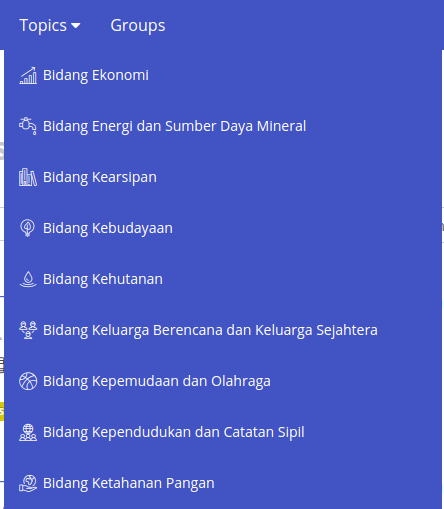 Topics Groups
Bidang Ekonomi
Bidang Energi dan Sumber Daya Mineral
Bidang Kearsipan
Bidang Kebudayaan
Bidang Kehutanan
Bidang Keluarga Berencana dan Keluarga Sejahtera
Bidang Kepemudaan dan Olahraga
Bidang Kependudukan dan Catatan Sipil
Bidang Ketahanan Pangan